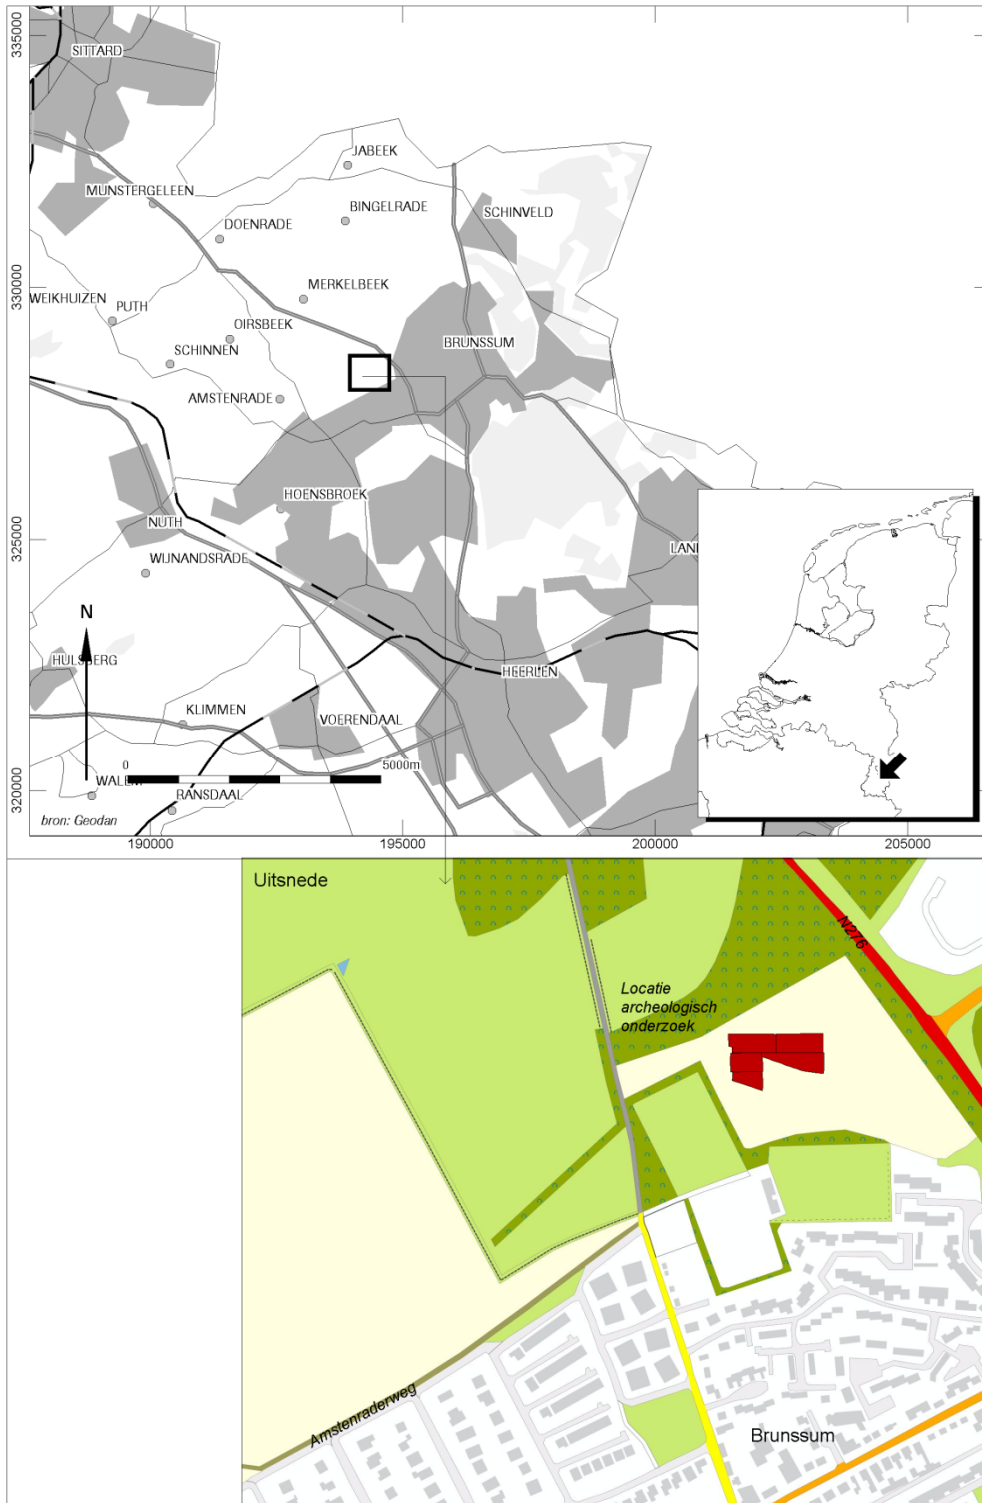 335000
SITTARD
JABEEK
MUNSTERGELEEN
BINGELRADE
SCHINVELD
DOENRADE
330000
MERKELBEEK
WEIKHUIZEN
PUTH
OIRSBEEK
BRUNSSUM
SCHINNEN
AMSTENRADE
HOENSBROEK
NUTH
325000
WIJNANDSRADE
LAN
N
HULSBERG
HEERLEN
KLIMMEN
VOERENDAAL
0
5000m
320000
WALEM
RANSDAAL
bron: Geodan
190000
195000
200000
205000
Uitsnede
N276
Locatie
archeologisch
onderzoek
Amstenraderweg
Brunssum